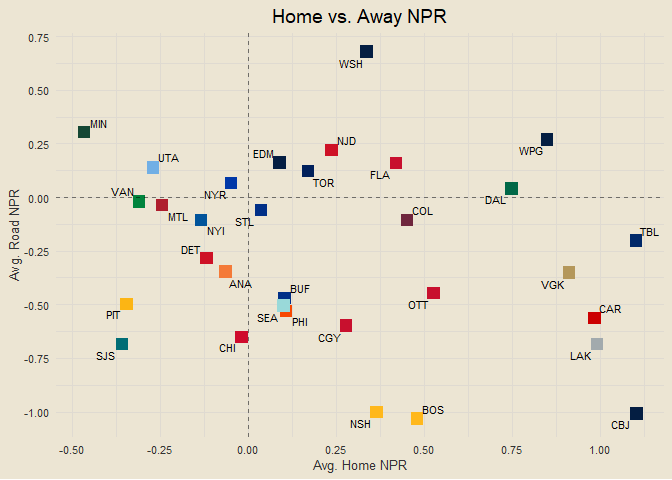 Home vs. Away NPR
0.75
WSH
0.50
MIN
NJD
EDM
WPG
UTA
FLA
0.25
TOR
VAN
NYR
DAL
0.00
MTL
STL
COL
NYI
TBL
DET
-0.25
ANA
VGK
BUF
OTT
PIT
SEA
PHI
CAR
-0.50
CGY
CHI
SJS
LAK
-0.75
BOS
NSH
CBJ
-1.00
Avg. Road NPR
-0.50
-0.25
0.00
0.25
0.50
0.75
1.00
Avg. Home NPR